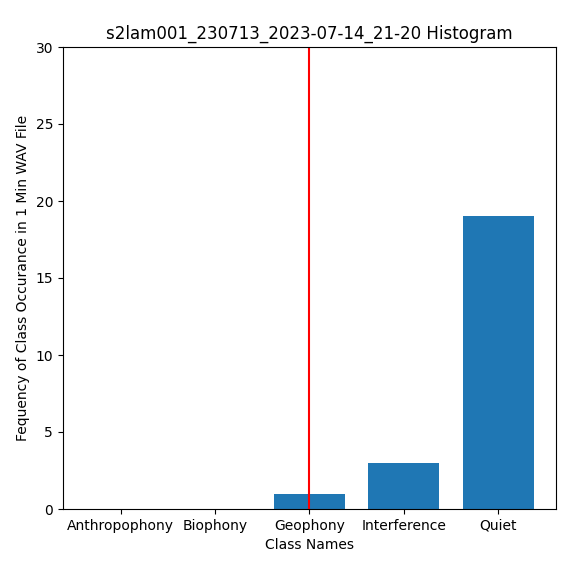 s2lam001_230713_2023-07-14_21-20 Histogram
Fequency of Class Occurance in 1 Min WAV File
30
25
20
15
10
5
0
Anthropophony Biophony Geophony Interference Quiet
Class Names